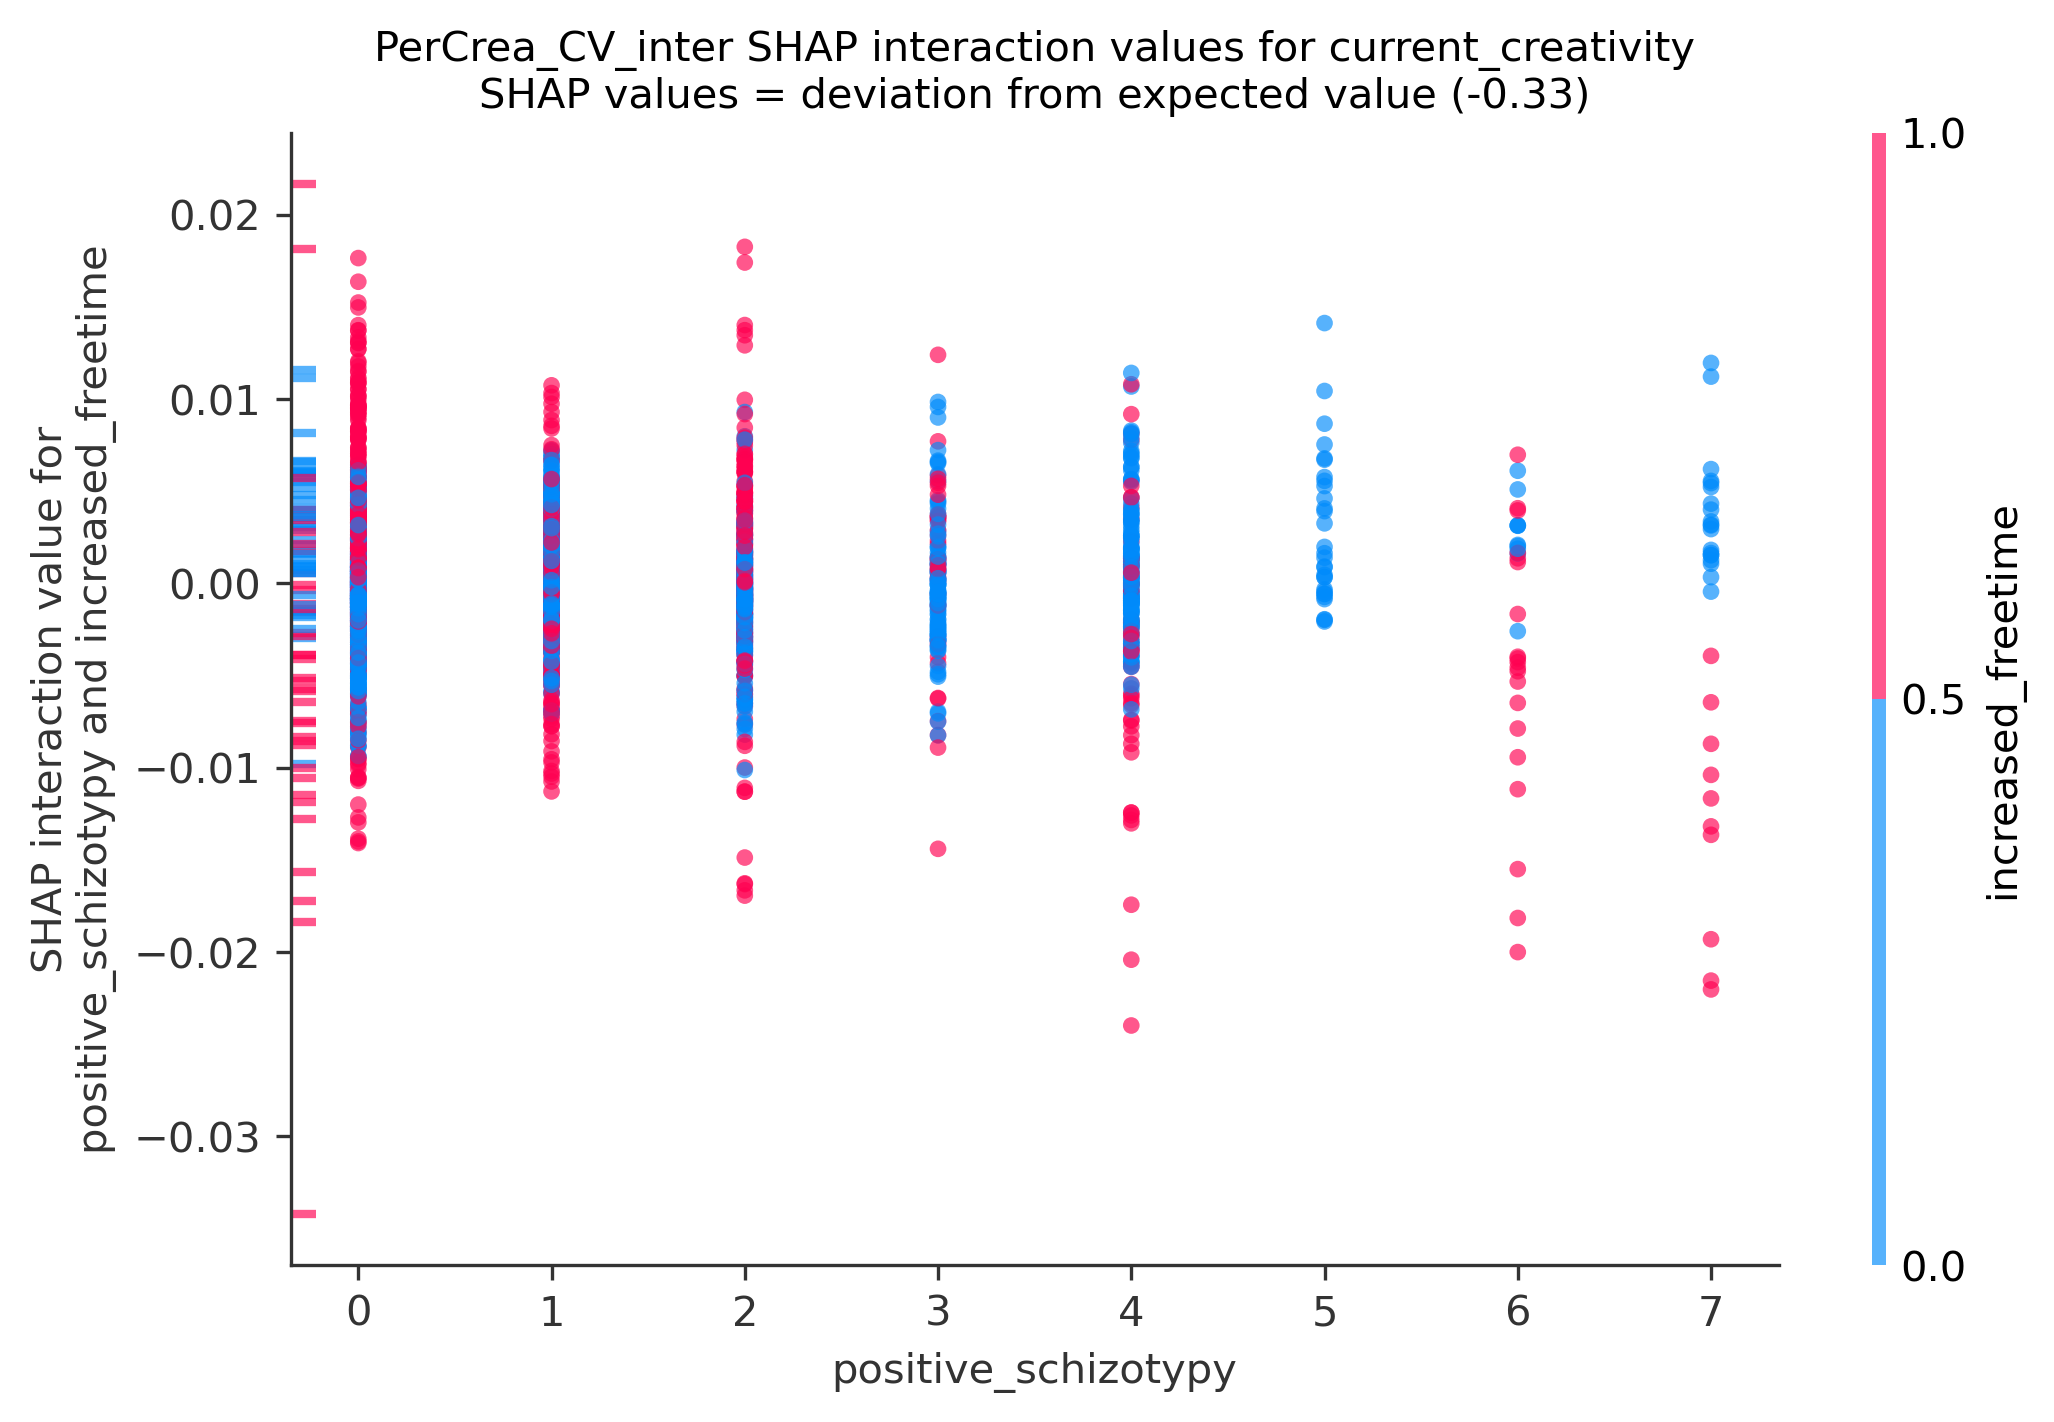 PerCrea_CV_inter SHAP interaction values for current_creativity
SHAP values = deviation from expected value (-0.33)
SHAP interaction value for
positive_schizotypy and increased_freetime
0.02
0.01
0.00
−0.01
−0.02
−0.03
0 1 2 3 4 5 6 7
positive_schizotypy
1.0
0.5
0.0
increased_freetime